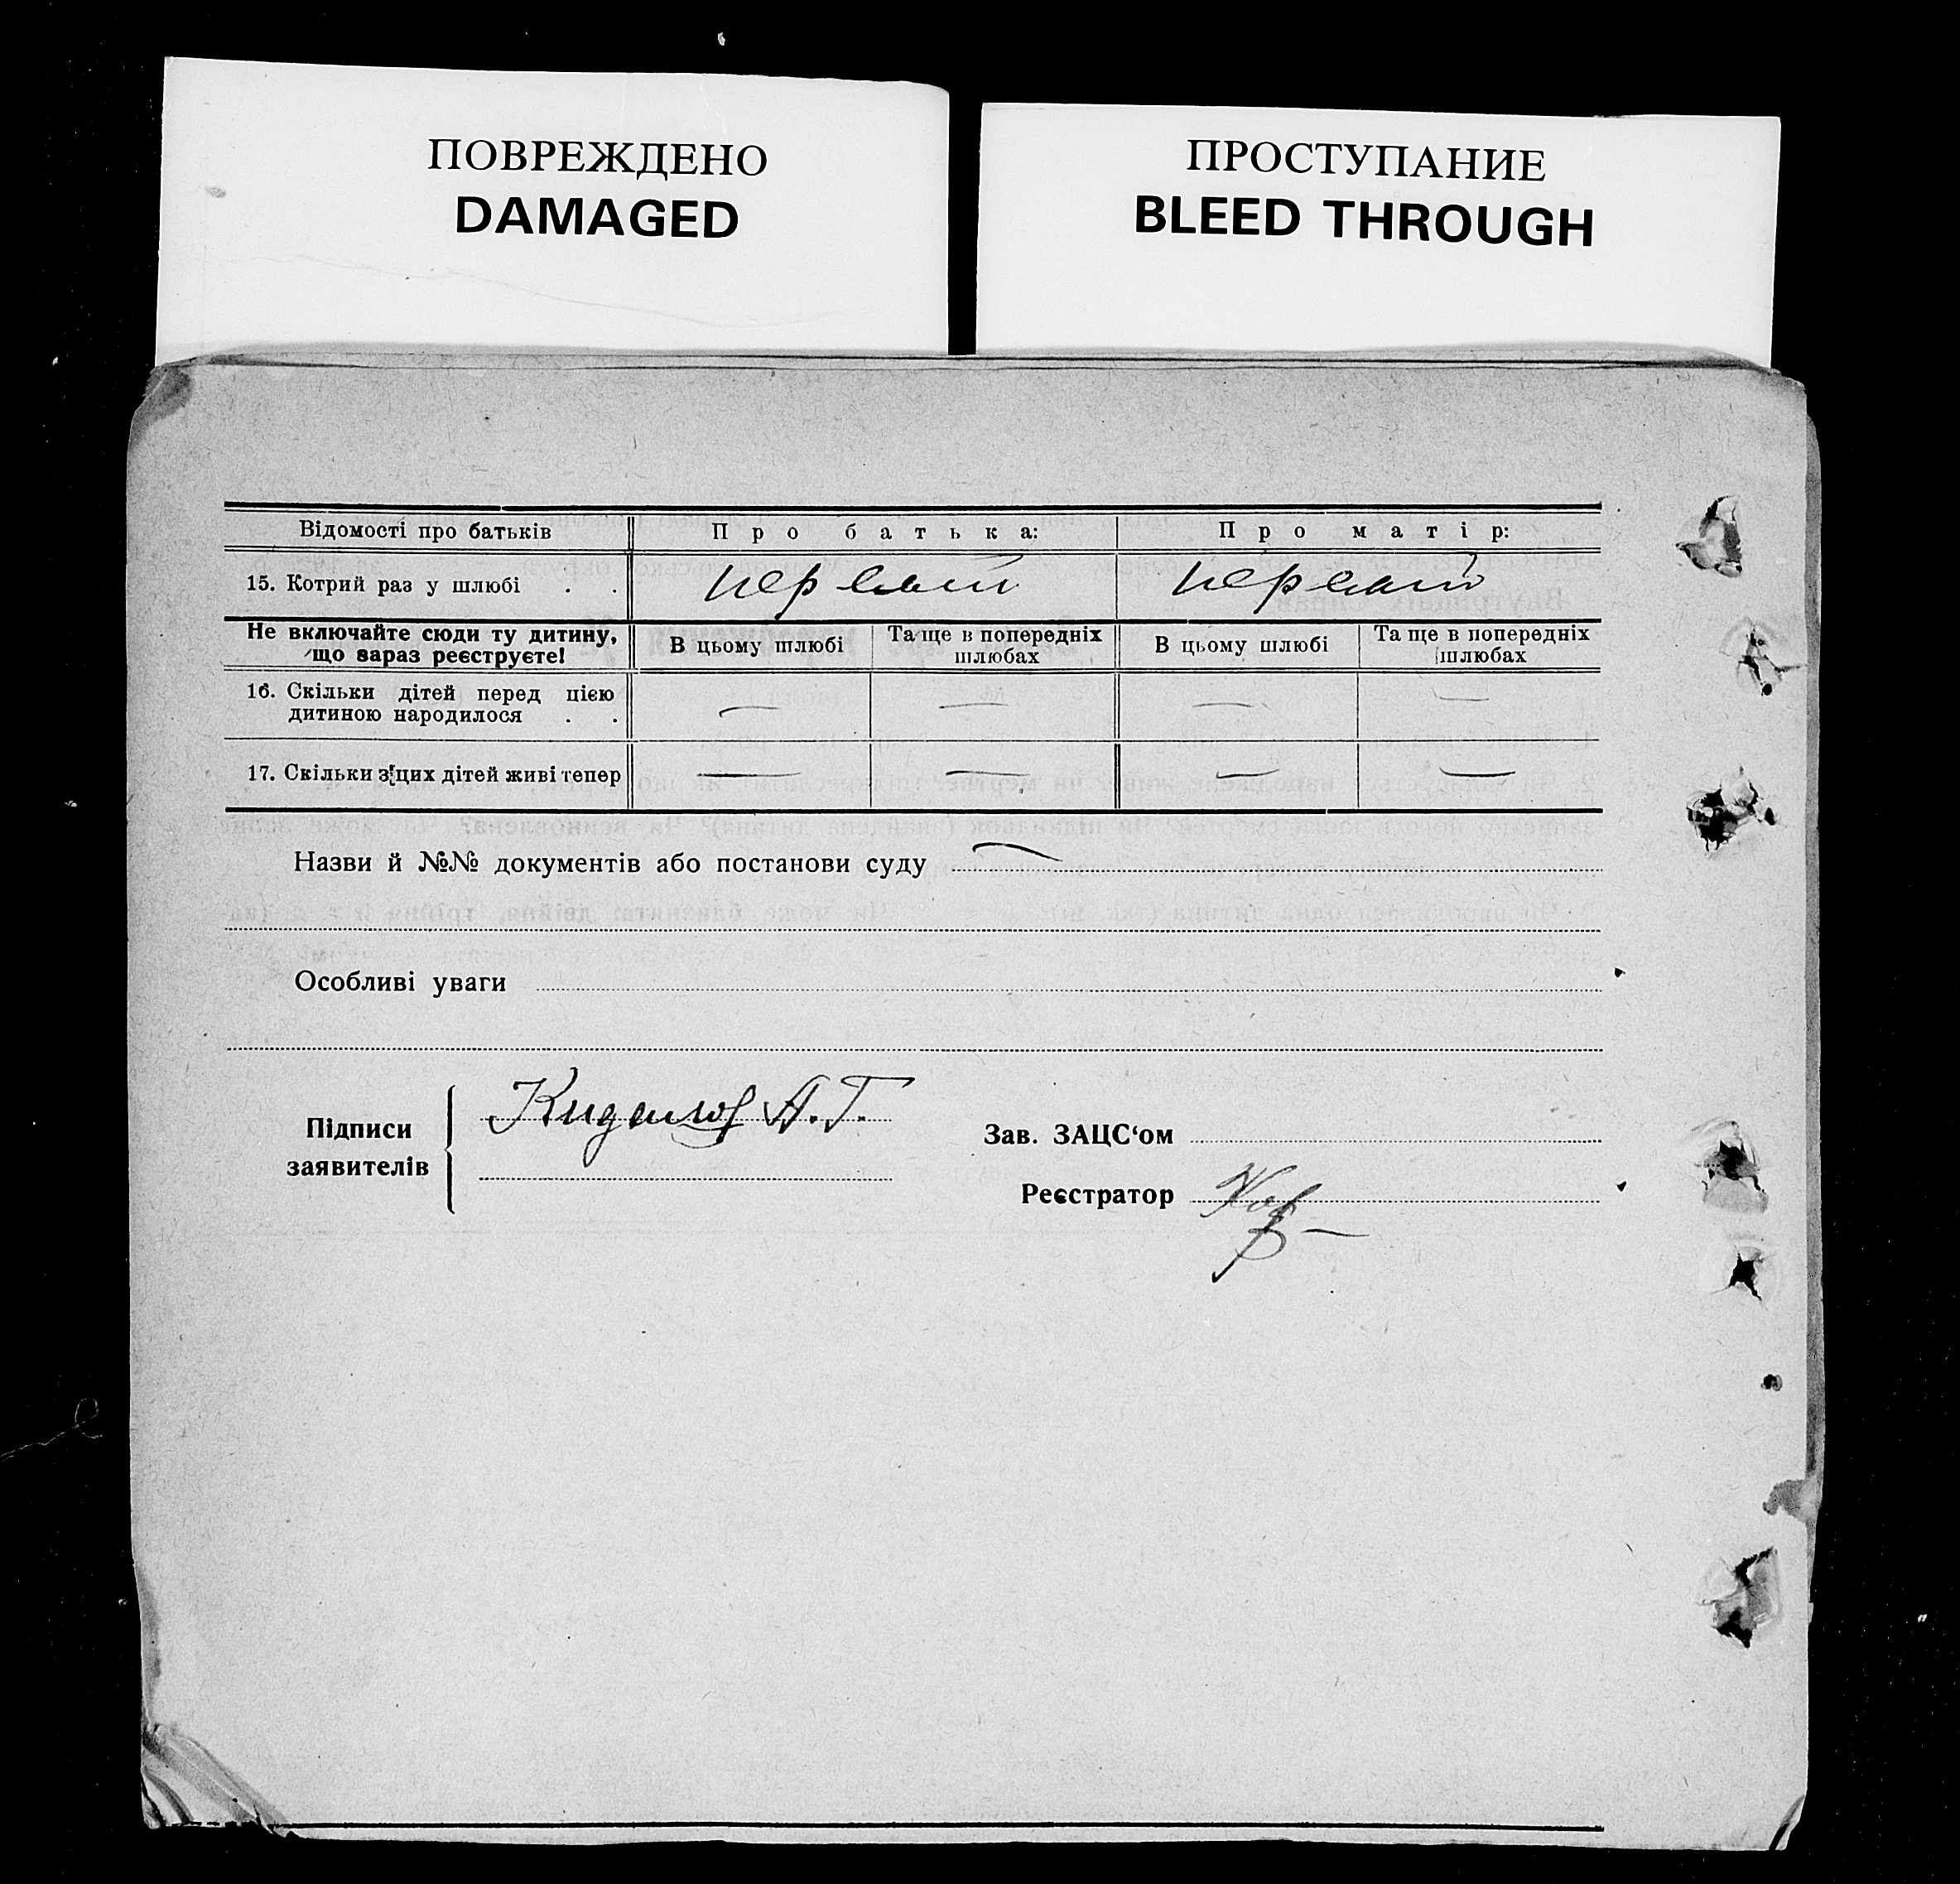 ПОВРЕЖДЕНО
DAMAGED
ПРОСТУПАНИЕ
BLEED THROUGH
Відомості про батьків Про батька: Про матір:
15. Котрий раз у шлюбі . . первый первый
Не включайте сюди ту дитину, що зараз реєструєте! В цьому шлюбі Та ще в попередніх шлюбах В цьому шлюбі Та ще в попередніх шлюбах
16. Скільки дітей перед цією
дитиною народилося . . — — — —
17. Скільки з цих дітей живі тепер — — — —
Назви й №№ документів або постанови суду —
Особливі уваги
Підписи
заявителів
А. Г.
Зав. ЗАЦС‘ом
Реєстратор